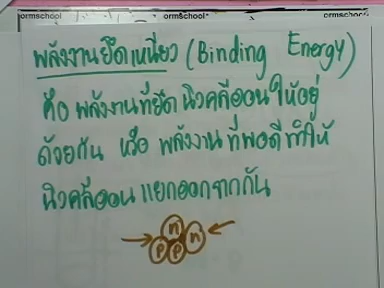 ormschool ormschool ormschool
พลังงานยึดเหนี่ยว (Binding Energy)
คือ พลังงานที่ยึดนิวคลีออนให้อยู่
ด้วยกัน หรือ พลังงานที่พอดีทำให้
นิวคลีออนแยกออกจากกัน
n
p p n